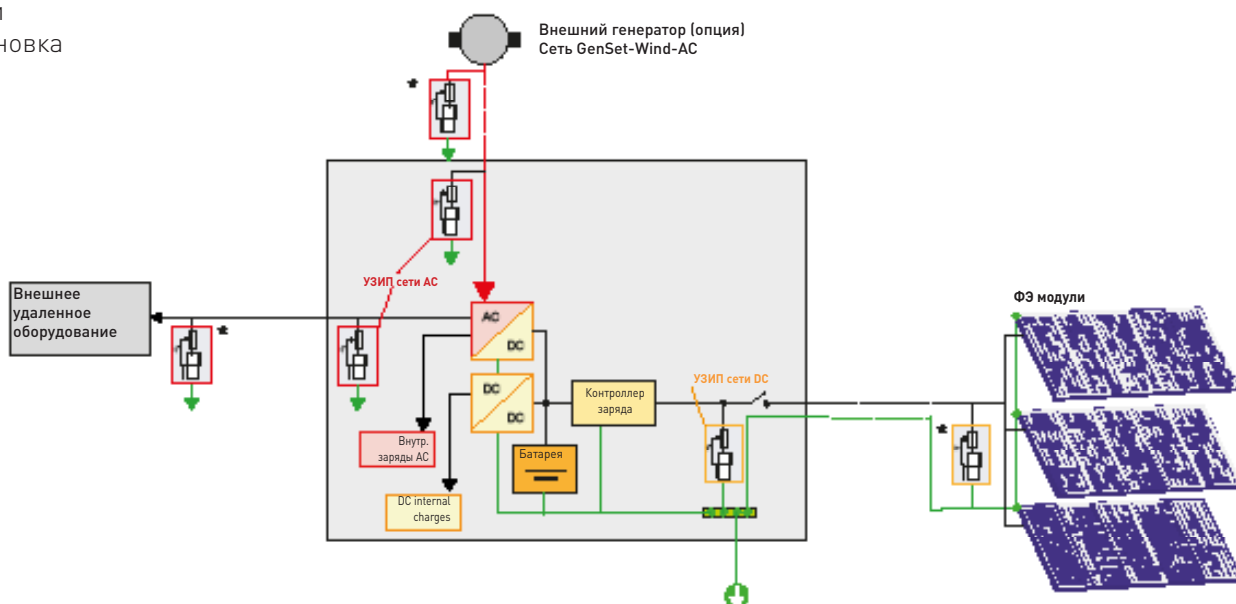 новка
Внешний генератор (опция)
Сеть GenSet-Wind-AC
*
*
УЗИП сети AC
Внешнее
удаленное
оборудование
AC
DC
DC
DC
Контроллер
заряда
УЗИП сети DC
ФЭ модули
*
Внутр.
заряды AC
Батарея
DC internal
charges